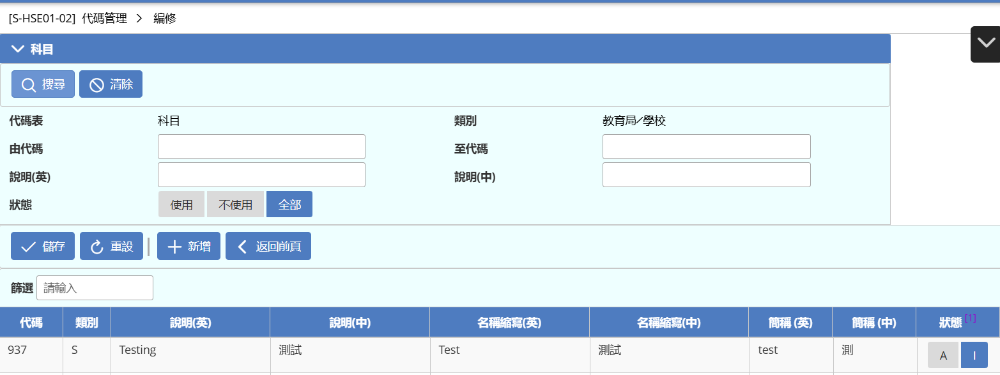 [S-HSE01-02] 代碼管理 > 編修
科目
搜尋 清除
代碼表 科目 類別 教育局/學校
由代碼 至代碼
說明(英) 說明(中)
狀態 使用 不使用 全部
儲存 重設 | 新增 返回前頁
篩選 請輸入
代碼 類別 說明(英) 說明(中) 名稱縮寫(英) 名稱縮寫(中) 簡稱 (英) 簡稱 (中) 狀態 [1]
937 S Testing 測試 Test 測試 test 測 A I